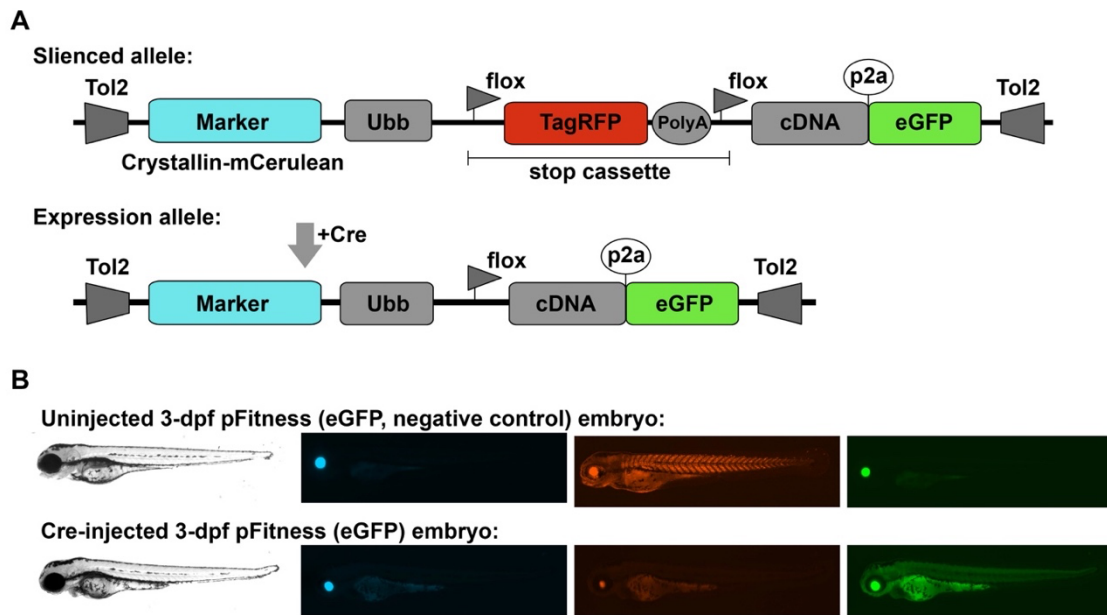 A
Slienced allele:
Tol2
flox
flox
p2a
Tol2
Marker
Ubb
TagRFP
PolyA
cDNA
eGFP
Crystallin-mCerulean
stop cassette
Expression allele:
+Cre
Tol2
flox
p2a
Tol2
Marker
Ubb
cDNA
eGFP
B
Uninjected 3-dpf pFitness (eGFP, negative control) embryo:
Cre-injected 3-dpf pFitness (eGFP) embryo: